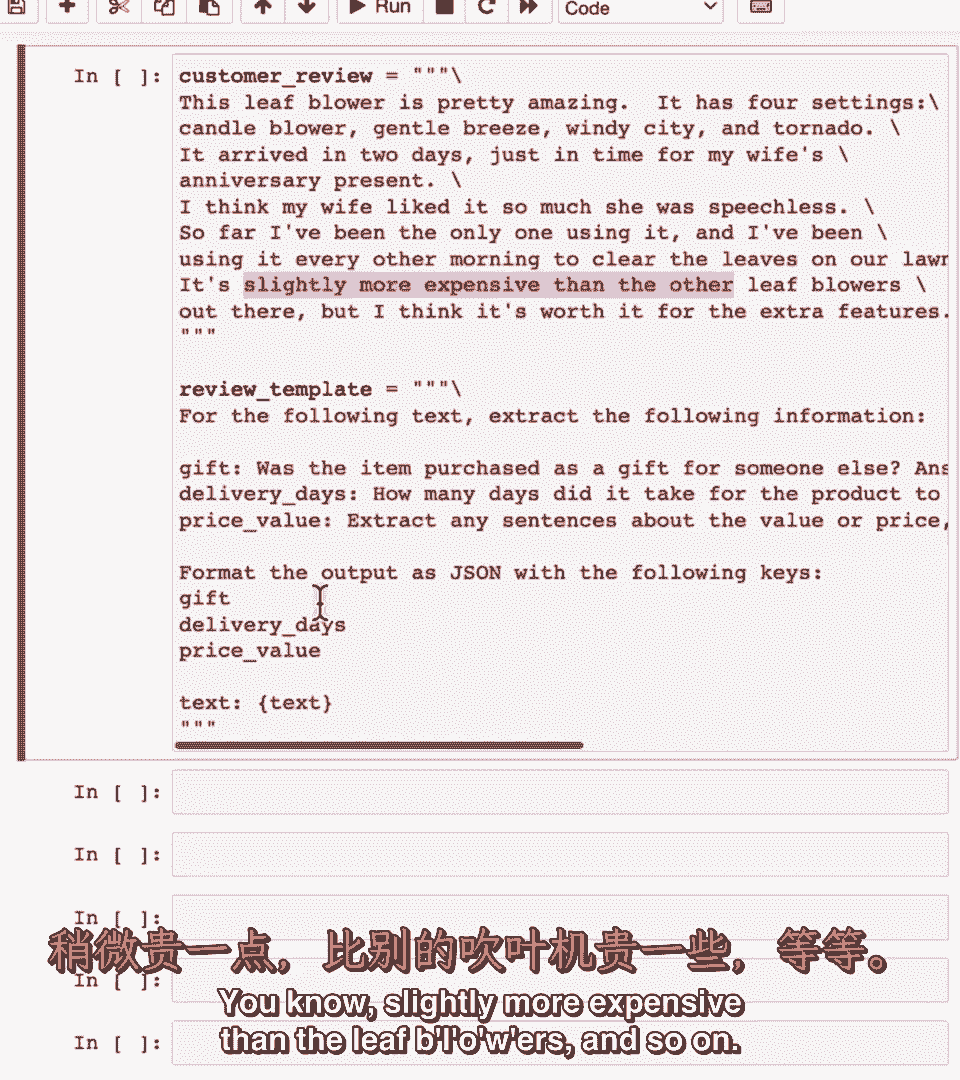 Run
Code
In [ ]:
customer_review = """\
This leaf blower is pretty amazing.  It has four settings:\
candle blower, gentle breeze, windy city, and tornado. \
It arrived in two days, just in time for my wife's \
anniversary present. \
I think my wife liked it so much she was speechless. \
So far I've been the only one using it, and I've been \
using it every other morning to clear the leaves on our lawn
It's slightly more expensive than the other leaf blowers \
out there, but I think it's worth it for the extra features.
"""
review_template = """\
For the following text, extract the following information:
gift: Was the item purchased as a gift for someone else? Ans
delivery_days: How many days did it take for the product to
price_value: Extract any sentences about the value or price,
Format the output as JSON with the following keys:
gift
delivery_days
price_value
text: {text}
"""
In [ ]:
In [ ]:
In [ ]:
In [ ]:
In [ ]:
稍微贵一点，比别的吹叶机贵一些，等等。
You know, slightly more expensive
than the leaf b'l'o'w'ers, and so on.